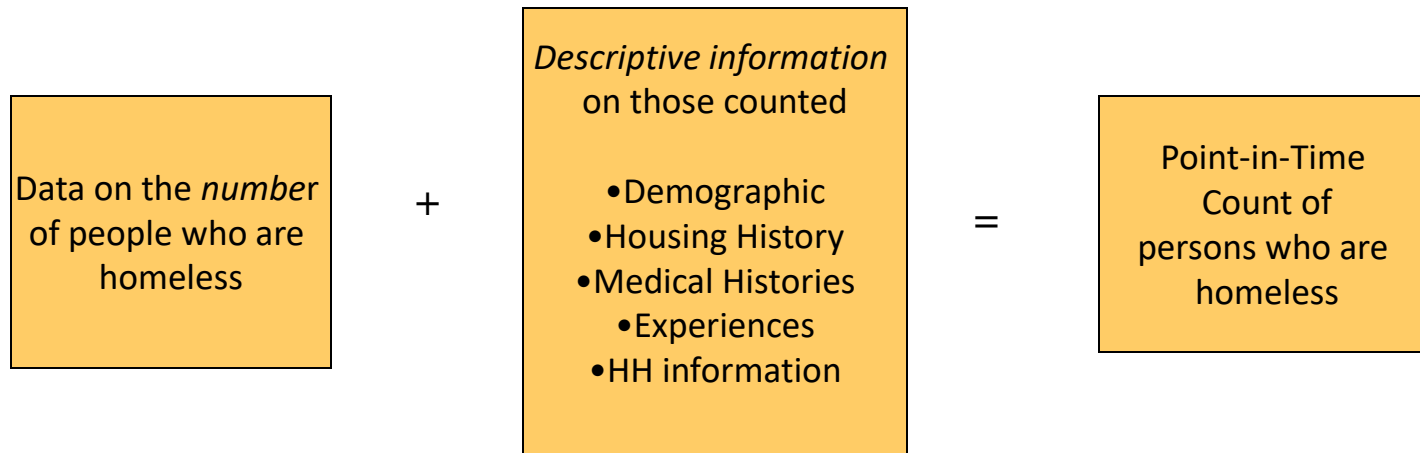 Data on the number
of people who are
homeless
+
Descriptive information
on those counted
•Demographic
•Housing History
•Medical Histories
•Experiences
•HH information
=
Point-in-Time
Count of
persons who are
homeless